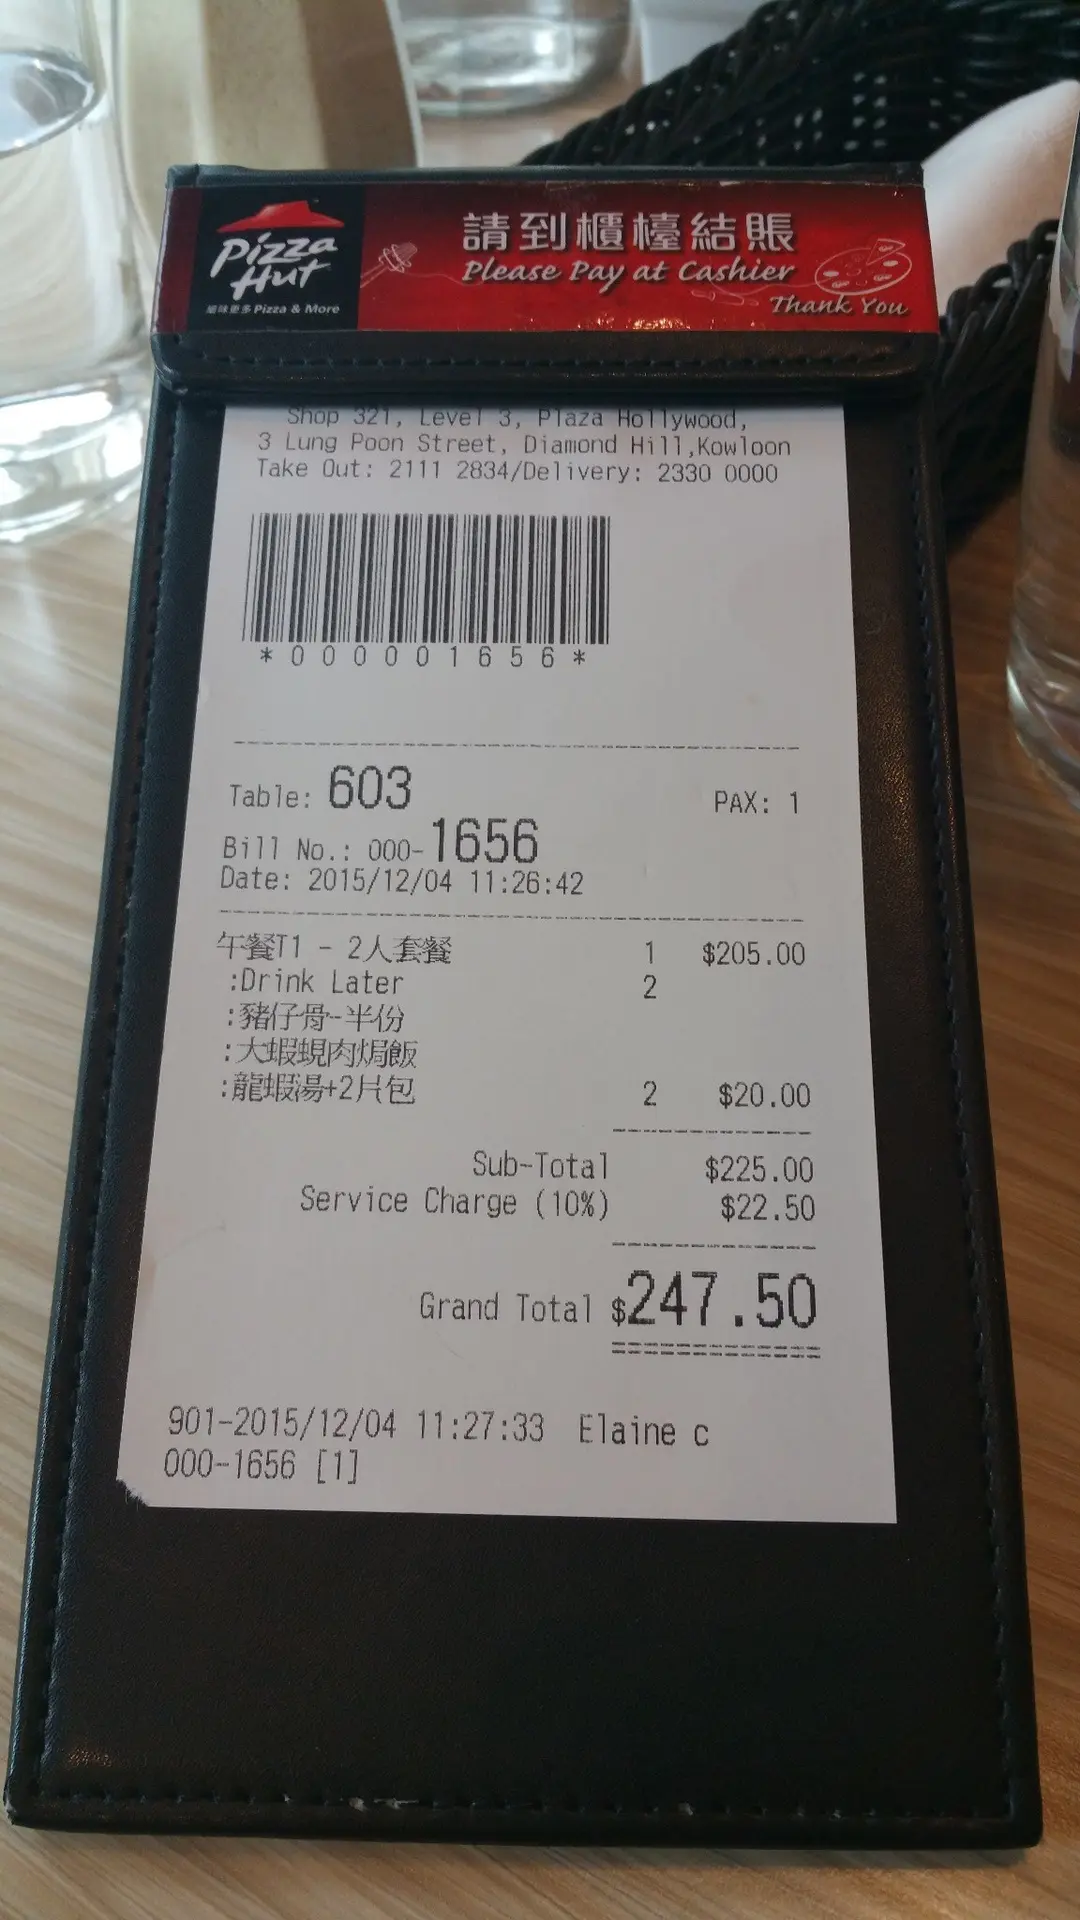 Pizza Hut
Pizza & More
請到櫃檯結賬
Please Pay at Cashier
Thank You
Shop 321, Level 3, Plaza Hollywood,
3 Lung Poon Street, Diamond Hill,Kowloon
Take Out: 2111 2834/Delivery: 2330 0000
*000001656*
Table: 603 PAX: 1
Bill No.: 000-1656
Date: 2015/12/04 11:26:42
午餐T1 - 2人套餐 1 $205.00
:Drink Later 2
:豬仔骨-半份
:大蝦蜆肉焗飯
:龍蝦湯+2片包 2 $20.00
Sub-Total $225.00
Service Charge (10%) $22.50
Grand Total $247.50
901-2015/12/04 11:27:33 Elaine c
000-1656 [1]